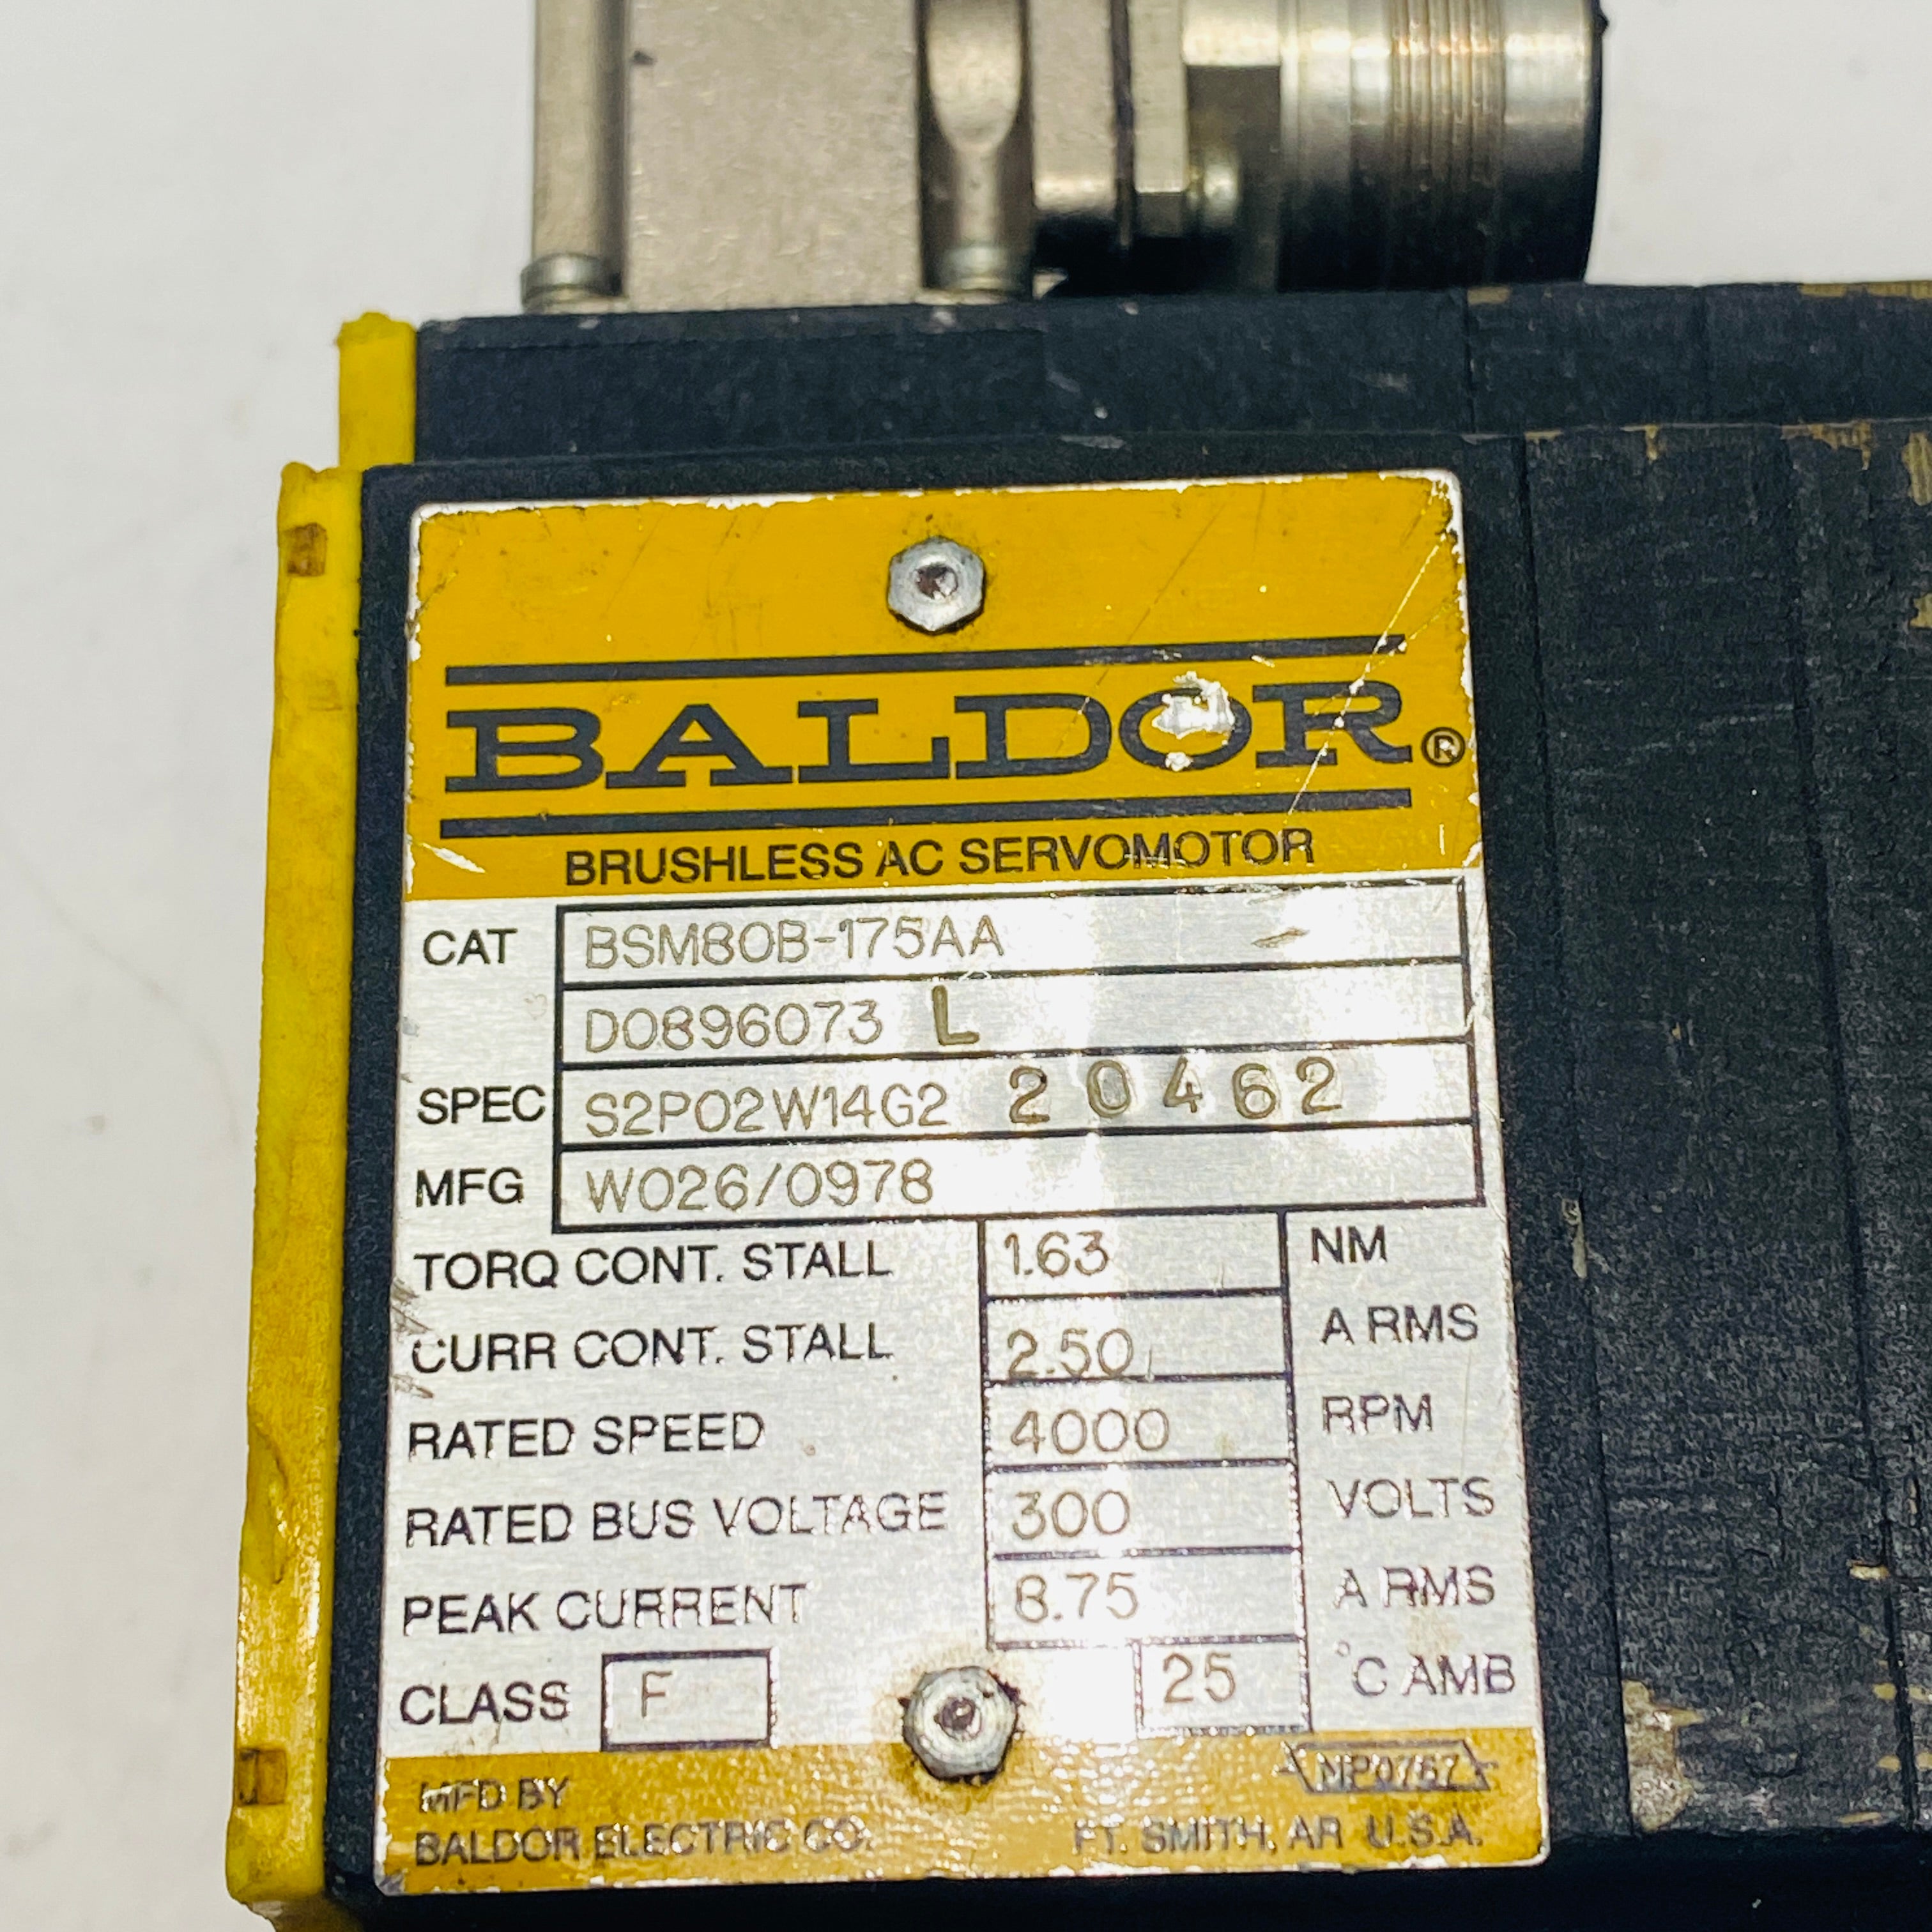 BALDOR®
BRUSHLESS AC SERVOMOTOR
CAT BSM80B-175AA
D0896073 L
SPEC S2P02W14G2 20462
MFG W026/0978
TORQ CONT. STALL 1.63 NM
CURR CONT. STALL 2.50 A RMS
RATED SPEED 4000 RPM
RATED BUS VOLTAGE 300 VOLTS
PEAK CURRENT 8.75 A RMS
CLASS F 25 °C AMB
NP0767
MFD BY
BALDOR ELECTRIC CO. FT. SMITH, AR U.S.A.